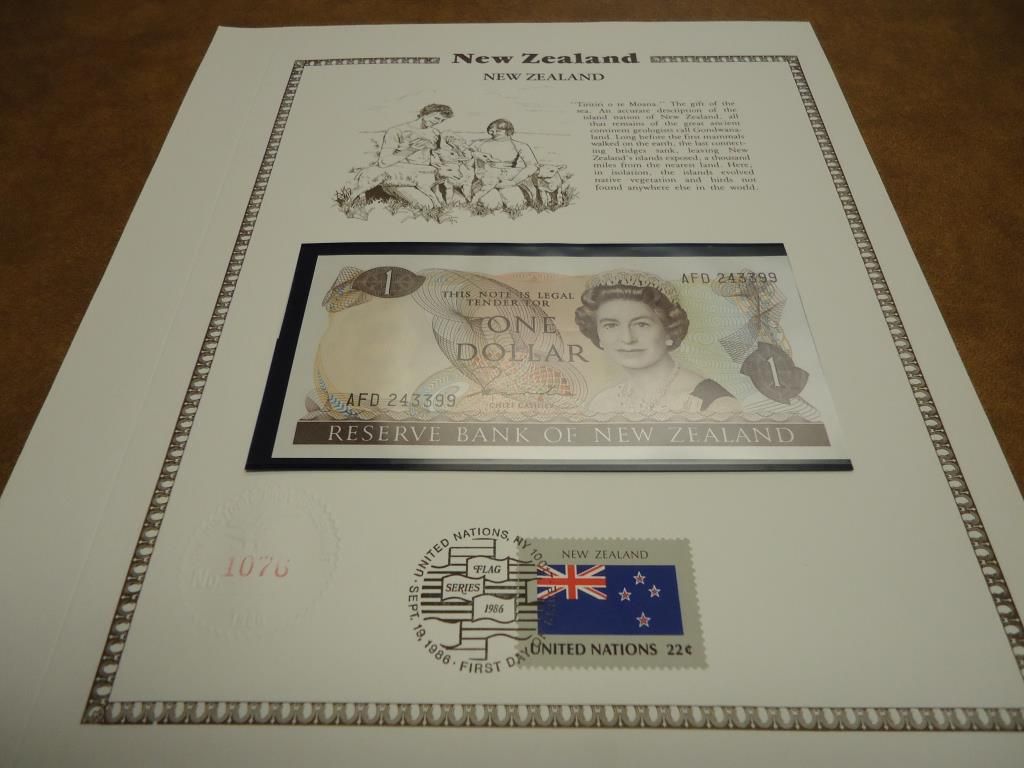 New Zealand
NEW ZEALAND
"Tiritiri o te Moana." The gift of the
sea. An accurate description of the
island nation of New Zealand, all
that remains of the great ancient
continent geologists call Gondwana-
land. Long before the first mammals
walked on the earth, the last connect-
ing bridges sank, leaving New
Zealand's islands exposed, a thousand
miles from the nearest land. Here,
in isolation, the islands evolved
native vegetation and birds not
found anywhere else in the world.
1
AFD 243399
THIS NOTE IS LEGAL
TENDER FOR
ONE
DOLLAR
1
AFD 243399
CHIEF CASHIER
RESERVE BANK OF NEW ZEALAND
No. 1076
UNITED NATIONS, NY
FLAG
SERIES
1986
SEPT. 19, 1986 · FIRST DAY
NEW ZEALAND
UNITED NATIONS 22¢